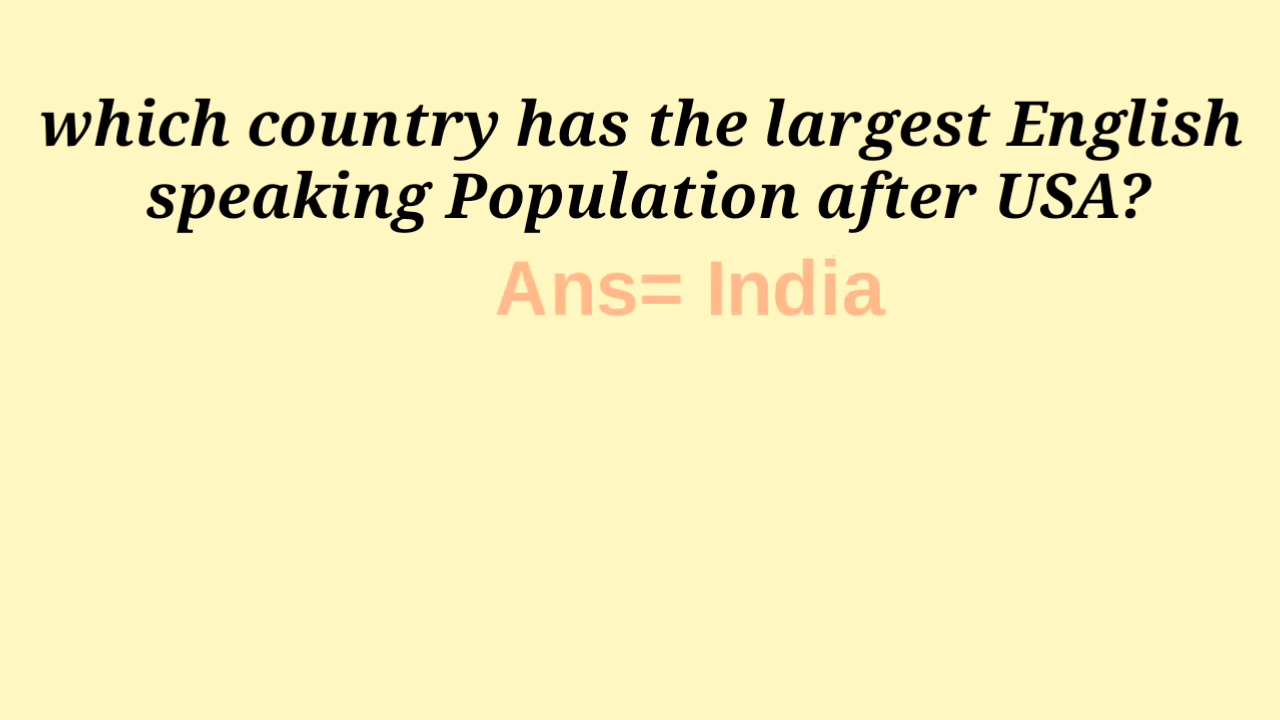 which country has the largest English
speaking Population after USA?
Ans= India